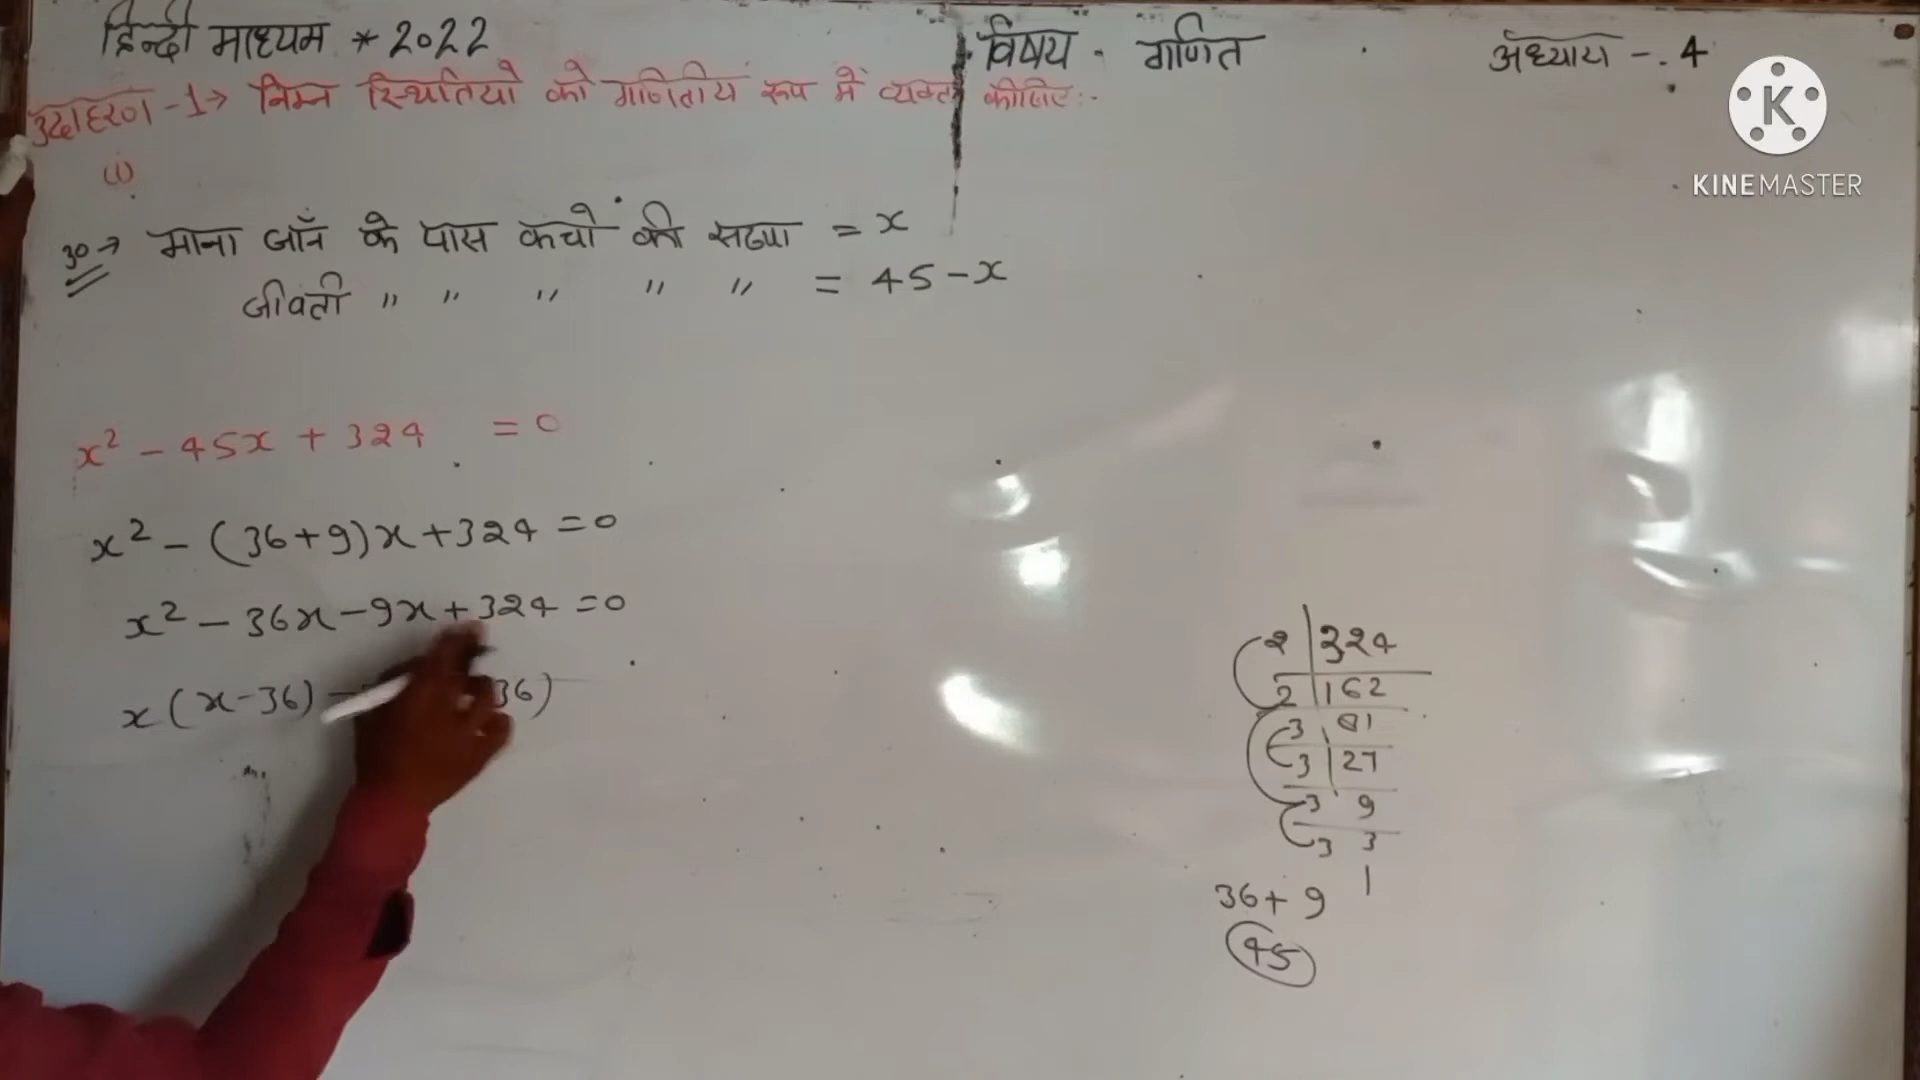 हिन्दी माध्यम * 2022
विषय - गणित
अध्याय - 4
KINEMASTER
उदाहरण -1→ निम्न स्थितियो को गणितीय रूप में व्यक्त कीजिए :-
(i)
उ०→ माना जॉन के पास कंचो की संख्या = x
जीवंती " " " " " = 45-x
x² - 45x + 324 = 0
x² - (36+9)x + 324 = 0
x² - 36x - 9x + 324 = 0
x(x-36) - 36)
2 | 324
2 | 162
3 | 81
3 | 27
3 9
3 3
1
36 + 9
45